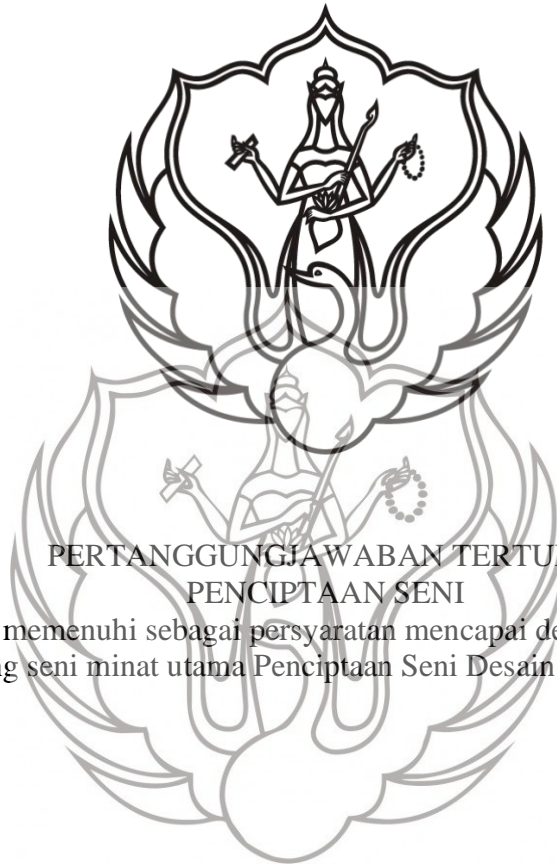 PERTANGGUNGJAWABAN
PENCIPTAAN SENI
memenuhi sebagai persyaratan mencapai
seni minat utama Penciptaan Seni Desain